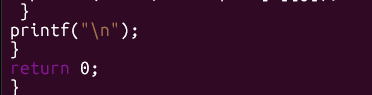 }
printf("\n");
}
return 0;
}